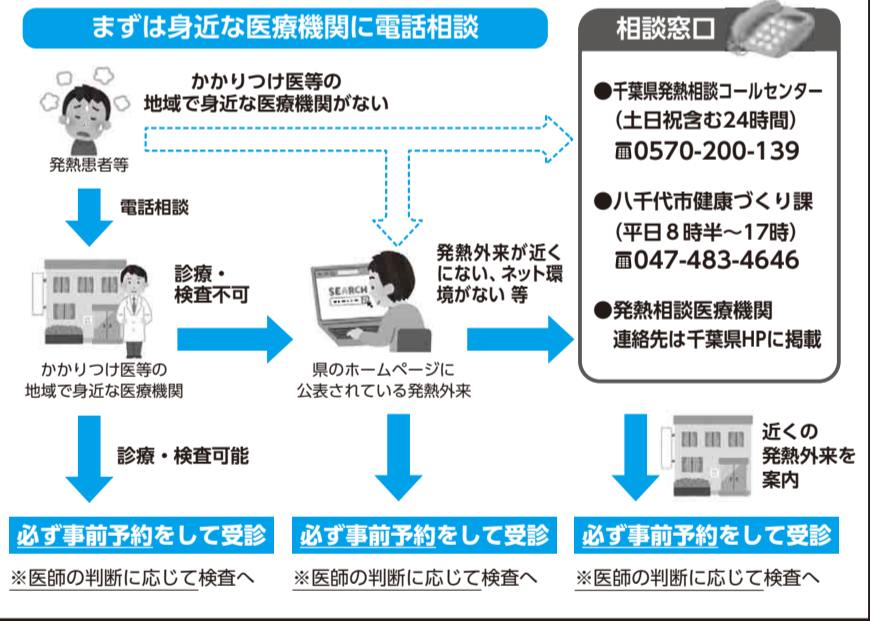 まずは身近な医療機関に電話相談
かかりつけ医等の
地域で身近な医療機関がない
発熱患者等
電話相談
診療・
検査不可
かかりつけ医等の
地域で身近な医療機関
SEARCH
県のホームページに
公表されている発熱外来
発熱外来が近く
にない、ネット環
境がない 等
相談窓口
●千葉県発熱相談コールセンター
(土日祝含む24時間)
☎0570-200-139
●八千代市健康づくり課
(平日8時半～17時)
☎047-483-4646
●発熱相談医療機関
連絡先は千葉県HPに掲載
診療・検査可能
近くの
発熱外来を
案内
必ず事前予約をして受診
※医師の判断に応じて検査へ
必ず事前予約をして受診
※医師の判断に応じて検査へ
必ず事前予約をして受診
※医師の判断に応じて検査へ